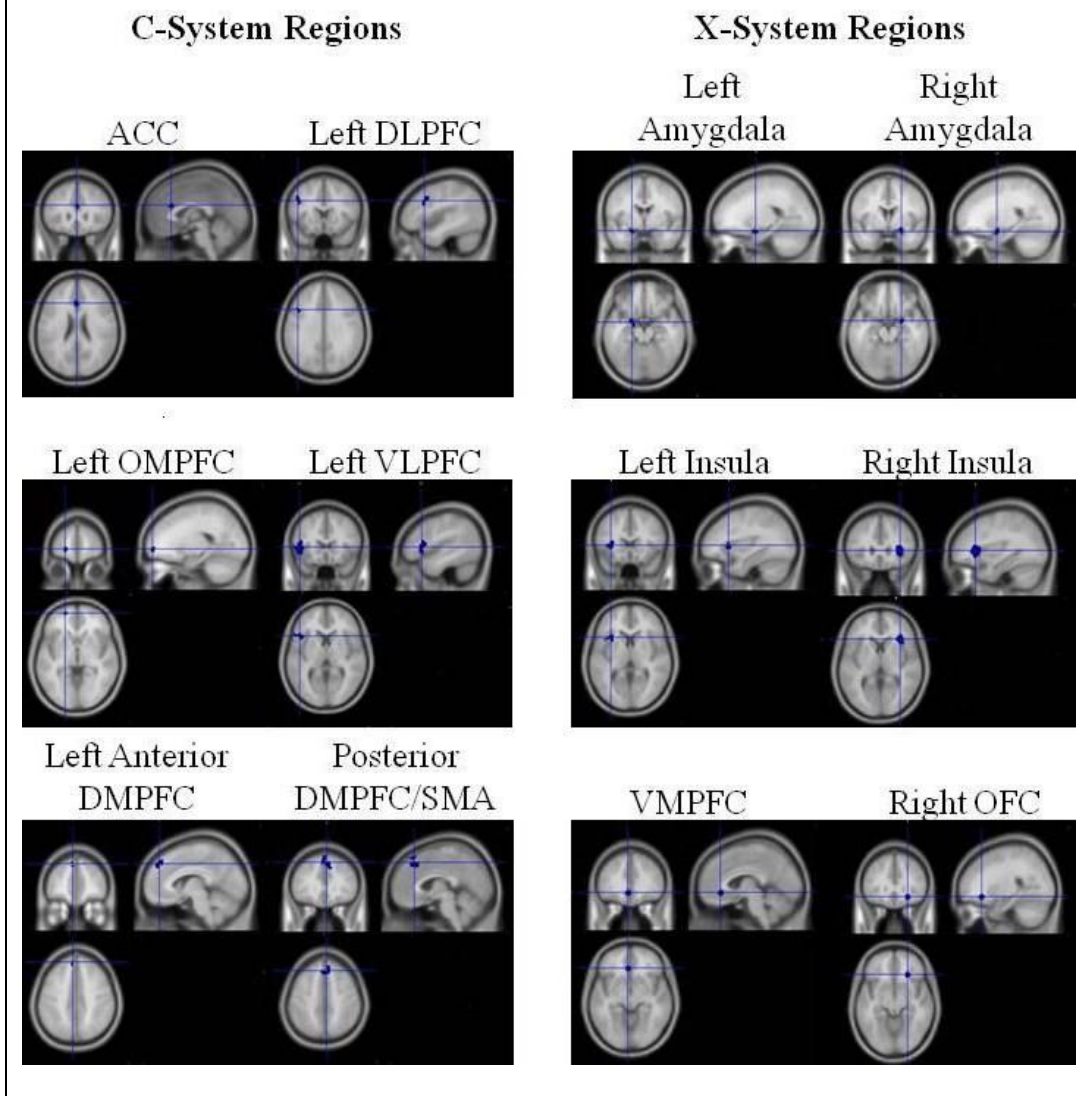 C-System Regions
X-System Regions
ACC
Left DLPFC
Left
Amygdala
Right
Amygdala
Left OMPFC
Left VLPFC
Left Insula
Right Insula
Left Anterior
DMPFC
Posterior
DMPFC/SMA
VMPFC
Right OFC